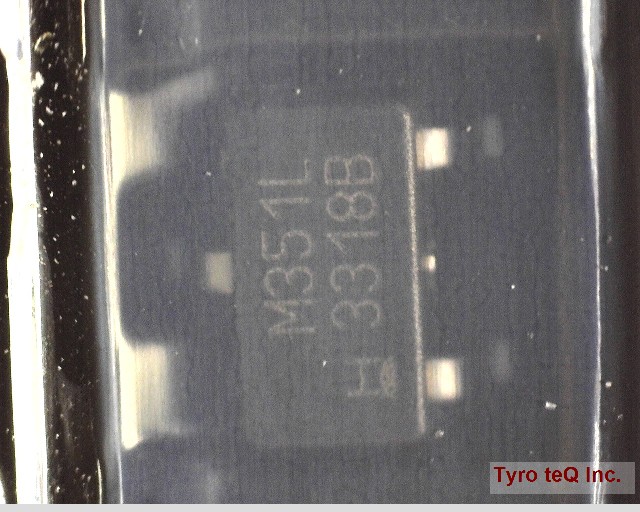 M351L
H 3318B
Tyro teQ Inc.